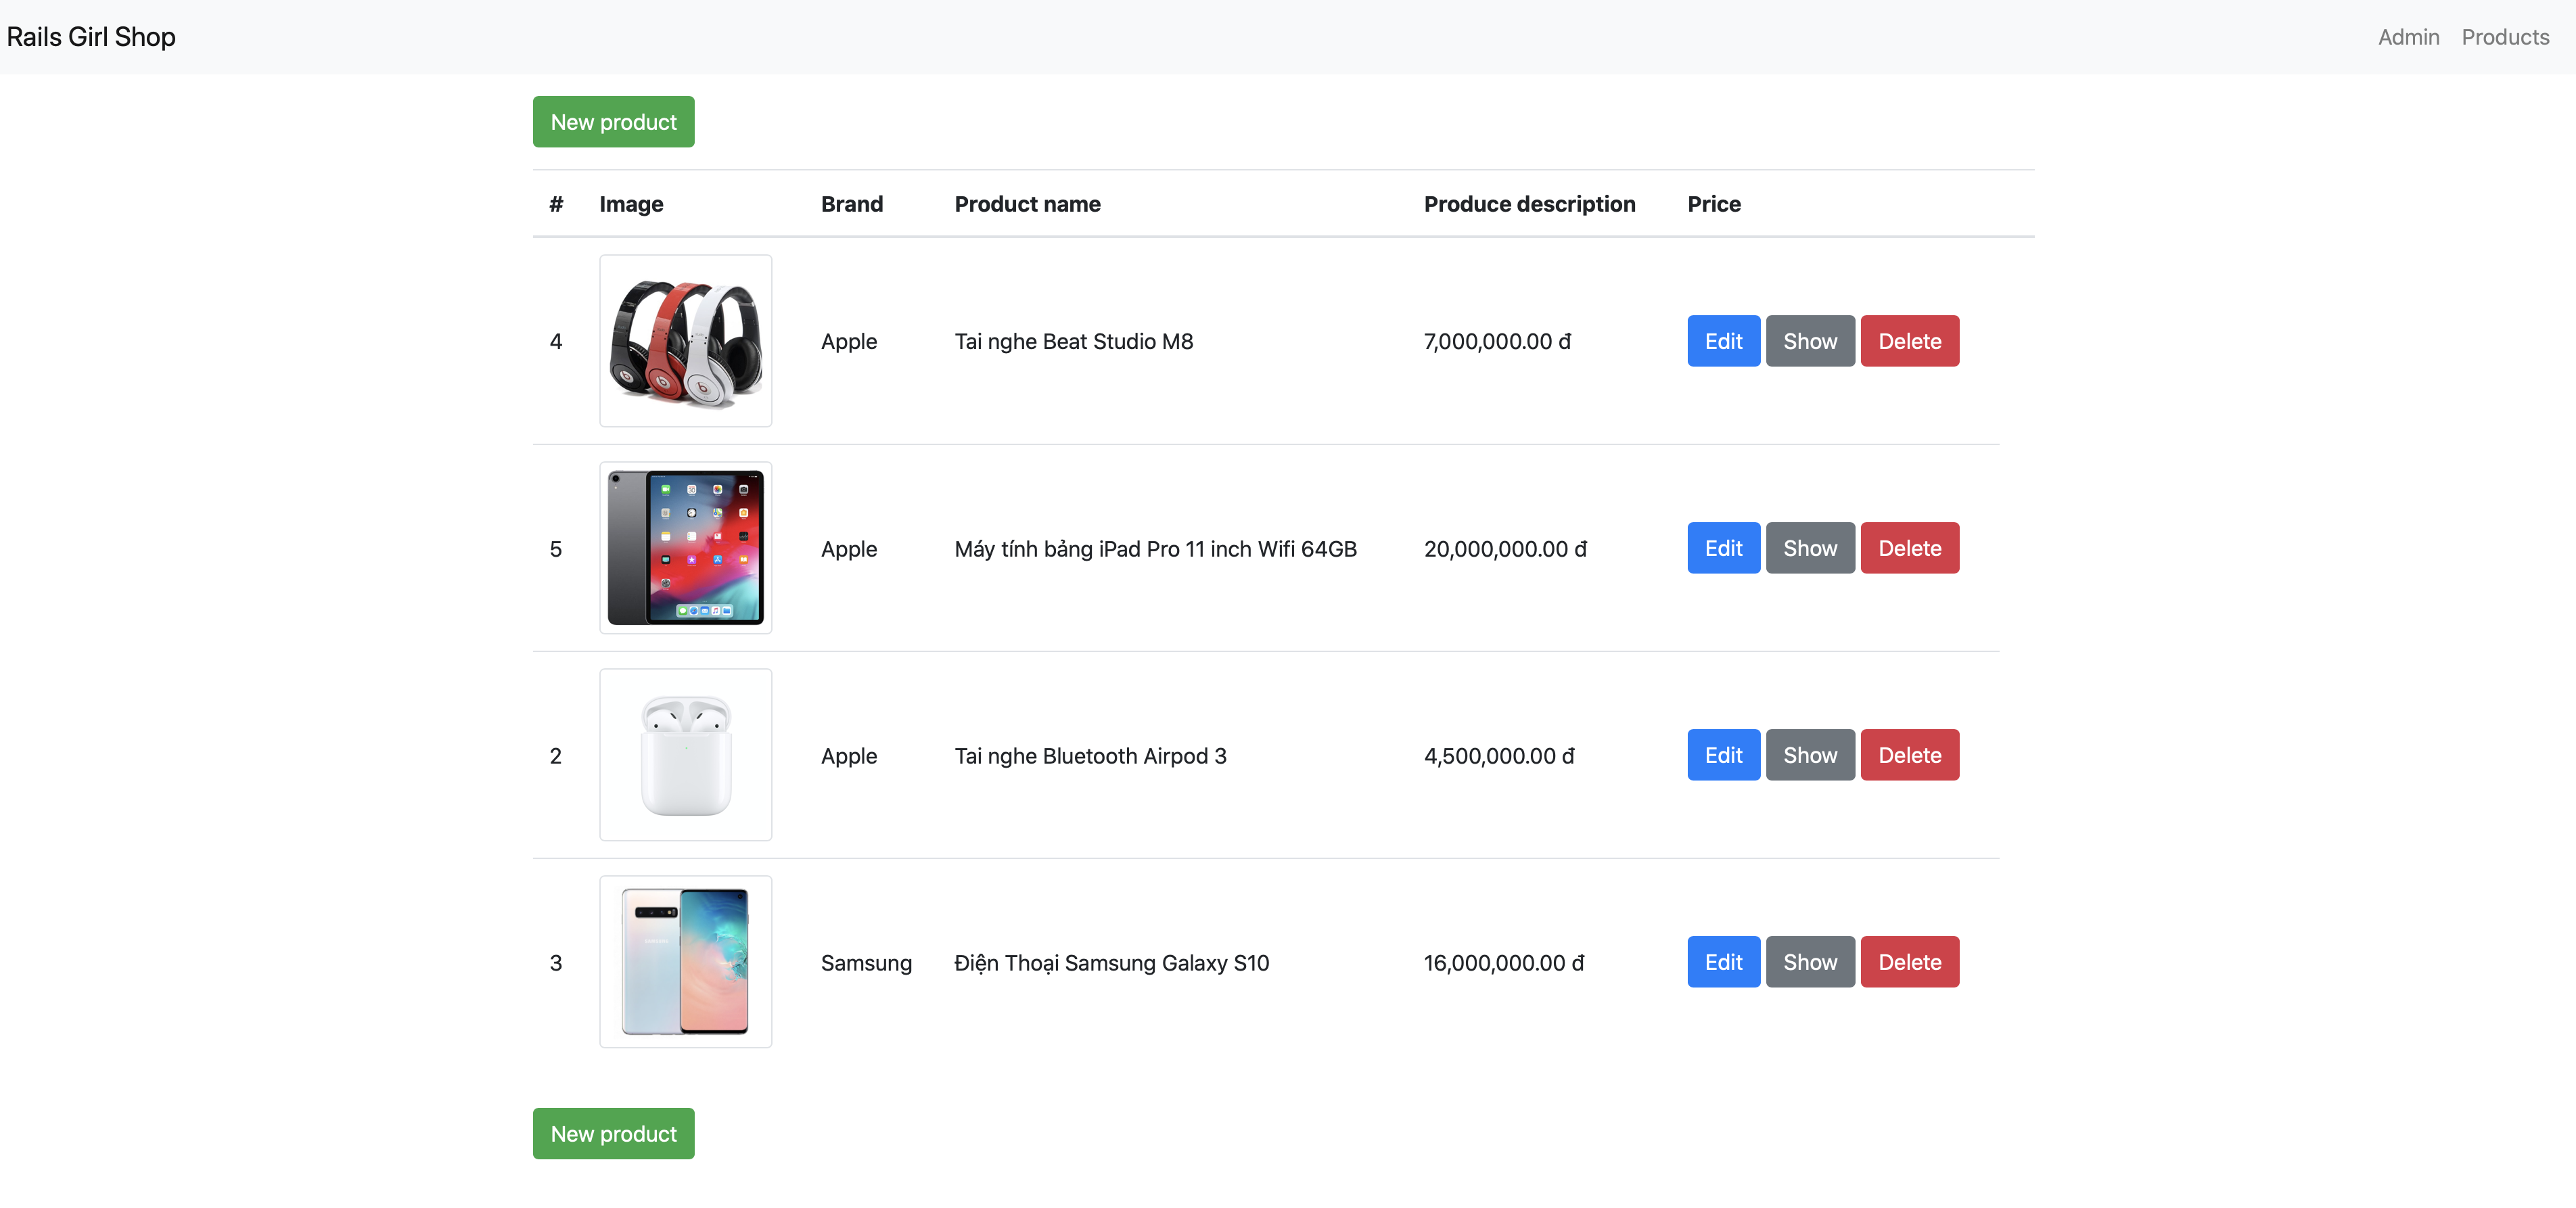 Rails Girl Shop Admin Products
New product
# Image Brand Product name Produce description Price
4 Apple Tai nghe Beat Studio M8 7,000,000.00 đ Edit Show Delete
5 Apple Máy tính bảng iPad Pro 11 inch Wifi 64GB 20,000,000.00 đ Edit Show Delete
2 Apple Tai nghe Bluetooth Airpod 3 4,500,000.00 đ Edit Show Delete
3 Samsung Điện Thoại Samsung Galaxy S10 16,000,000.00 đ Edit Show Delete
New product